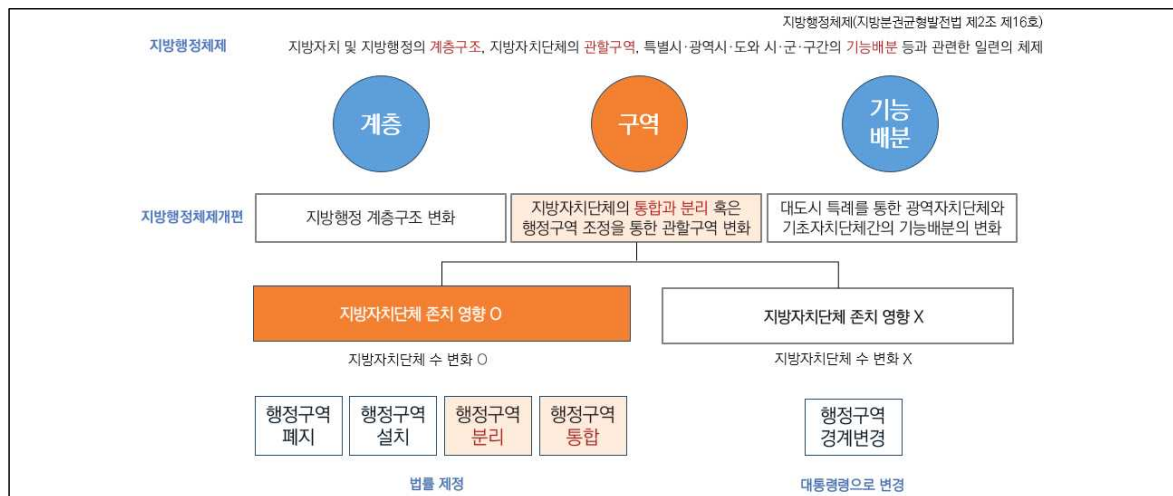 지방행정체제(지방분권균형발전법 제2조 제16호)
지방행정체제
지방자치 및 지방행정의 계층구조, 지방자치단체의 관할구역, 특별시·광역시·도와 시·군·구간의 기능배분 등과 관련한 일련의 체제
계층
구역
기능
배분
지방행정체제개편
지방행정 계층구조 변화
지방자치단체의 통합과 분리 혹은
행정구역 조정을 통한 관할구역 변화
대도시 특례를 통한 광역자치단체와
기초자치단체간의 기능배분의 변화
지방자치단체 존치 영향 O
지방자치단체 존치 영향 X
지방자치단체 수 변화 O
지방자치단체 수 변화 X
행정구역
폐지
행정구역
설치
행정구역
분리
행정구역
통합
행정구역
경계변경
법률 제정
대통령령으로 변경